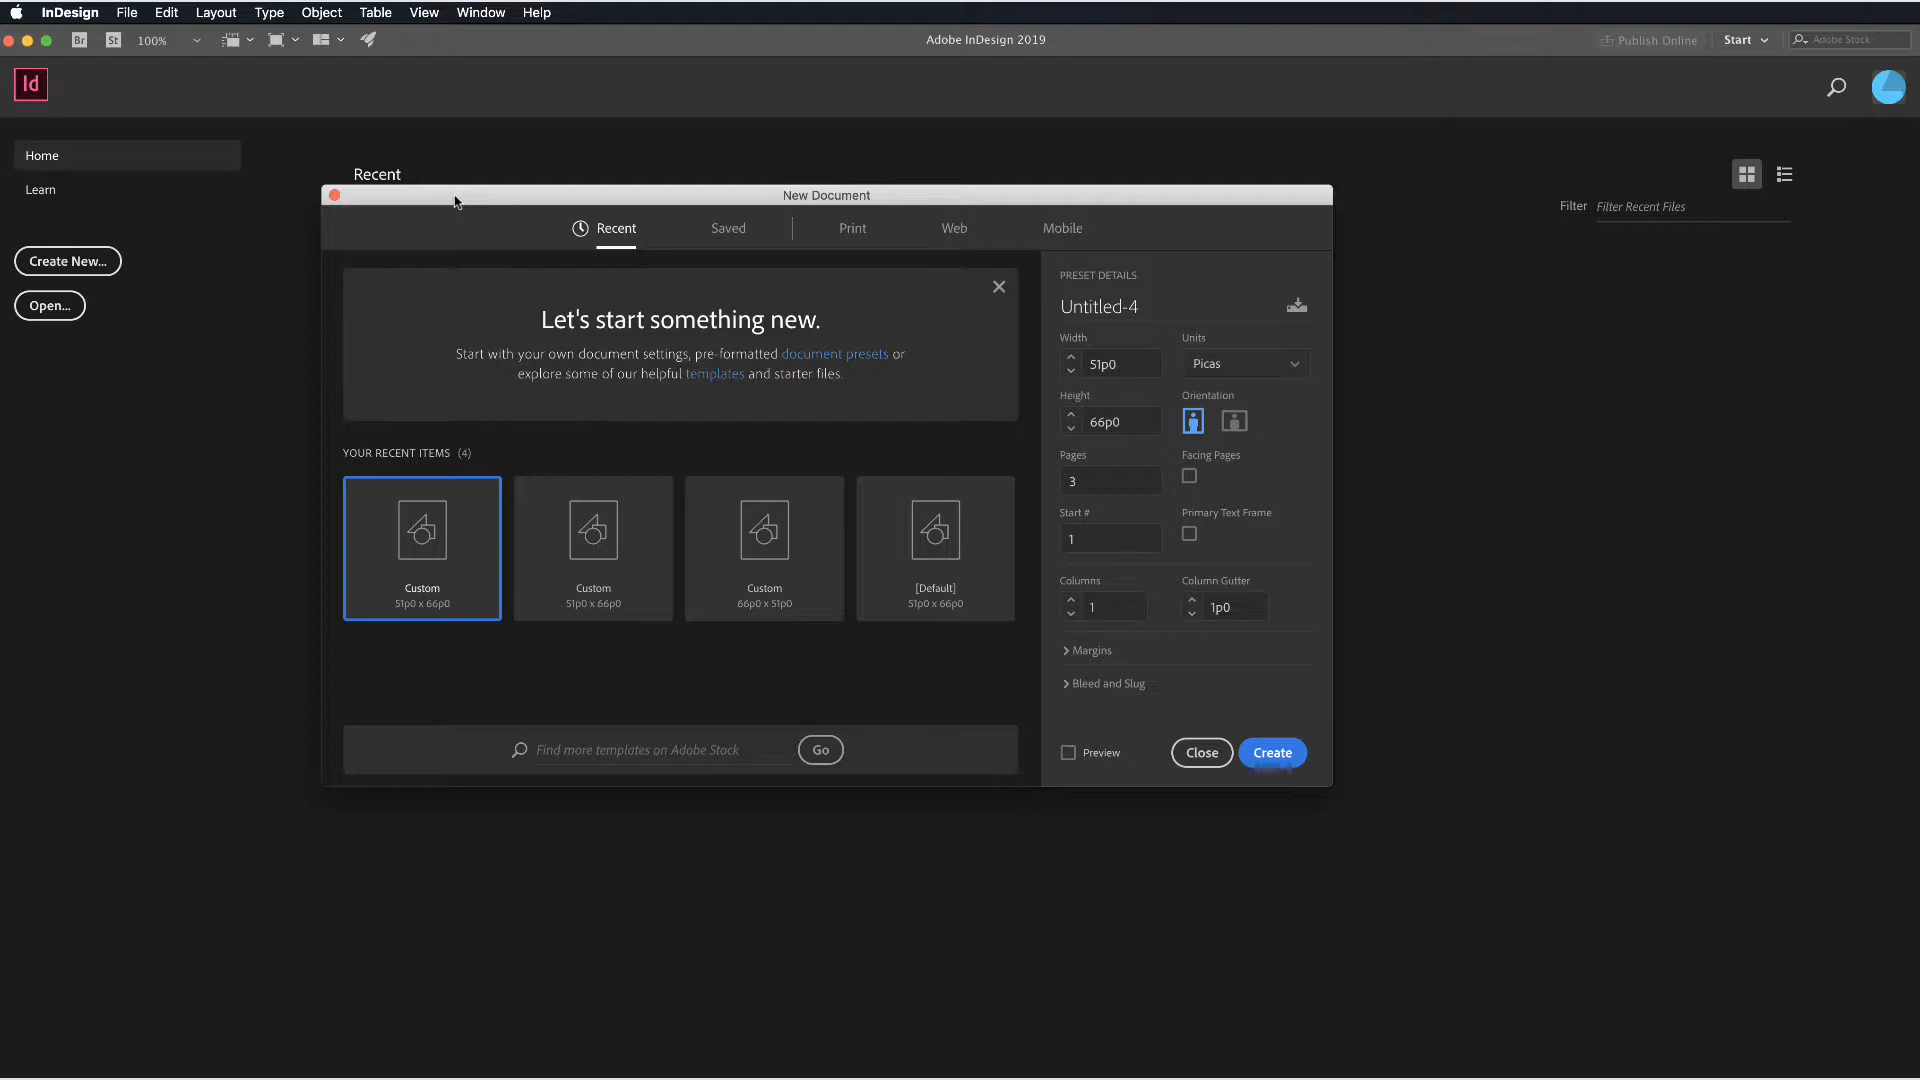 InDesign File Edit Layout Type Object Table View Window Help
Br St 100% Adobe InDesign 2019 Publish Online Start Adobe Stock
Id
Home
Learn
Create New...
Open...
Recent
Filter Filter Recent Files
New Document
Recent Saved Print Web Mobile
Let's start something new.
Start with your own document settings, pre-formatted document presets or
explore some of our helpful templates and starter files.
YOUR RECENT ITEMS (4)
Custom
51p0 x 66p0
Custom
51p0 x 66p0
Custom
66p0 x 51p0
[Default]
51p0 x 66p0
Find more templates on Adobe Stock Go
PRESET DETAILS
Untitled-4
Width Units
51p0 Picas
Height Orientation
66p0
Pages Facing Pages
3
Start # Primary Text Frame
1
Columns Column Gutter
1 1p0
Margins
Bleed and Slug
Preview Close Create